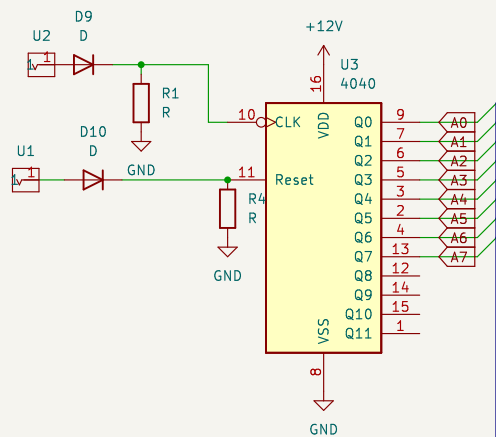 D9
D
U2
1 1
R1
R
GND
D10
D
U1
1 1
R4
R
GND
+12V
U3
4040
16
VDD
10 CLK
11 Reset
Q0 9 A0
Q1 7 A1
Q2 6 A2
Q3 5 A3
Q4 3 A4
Q5 2 A5
Q6 4 A6
Q7 13 A7
Q8 12
Q9 14
Q10 15
Q11 1
VSS
8
GND